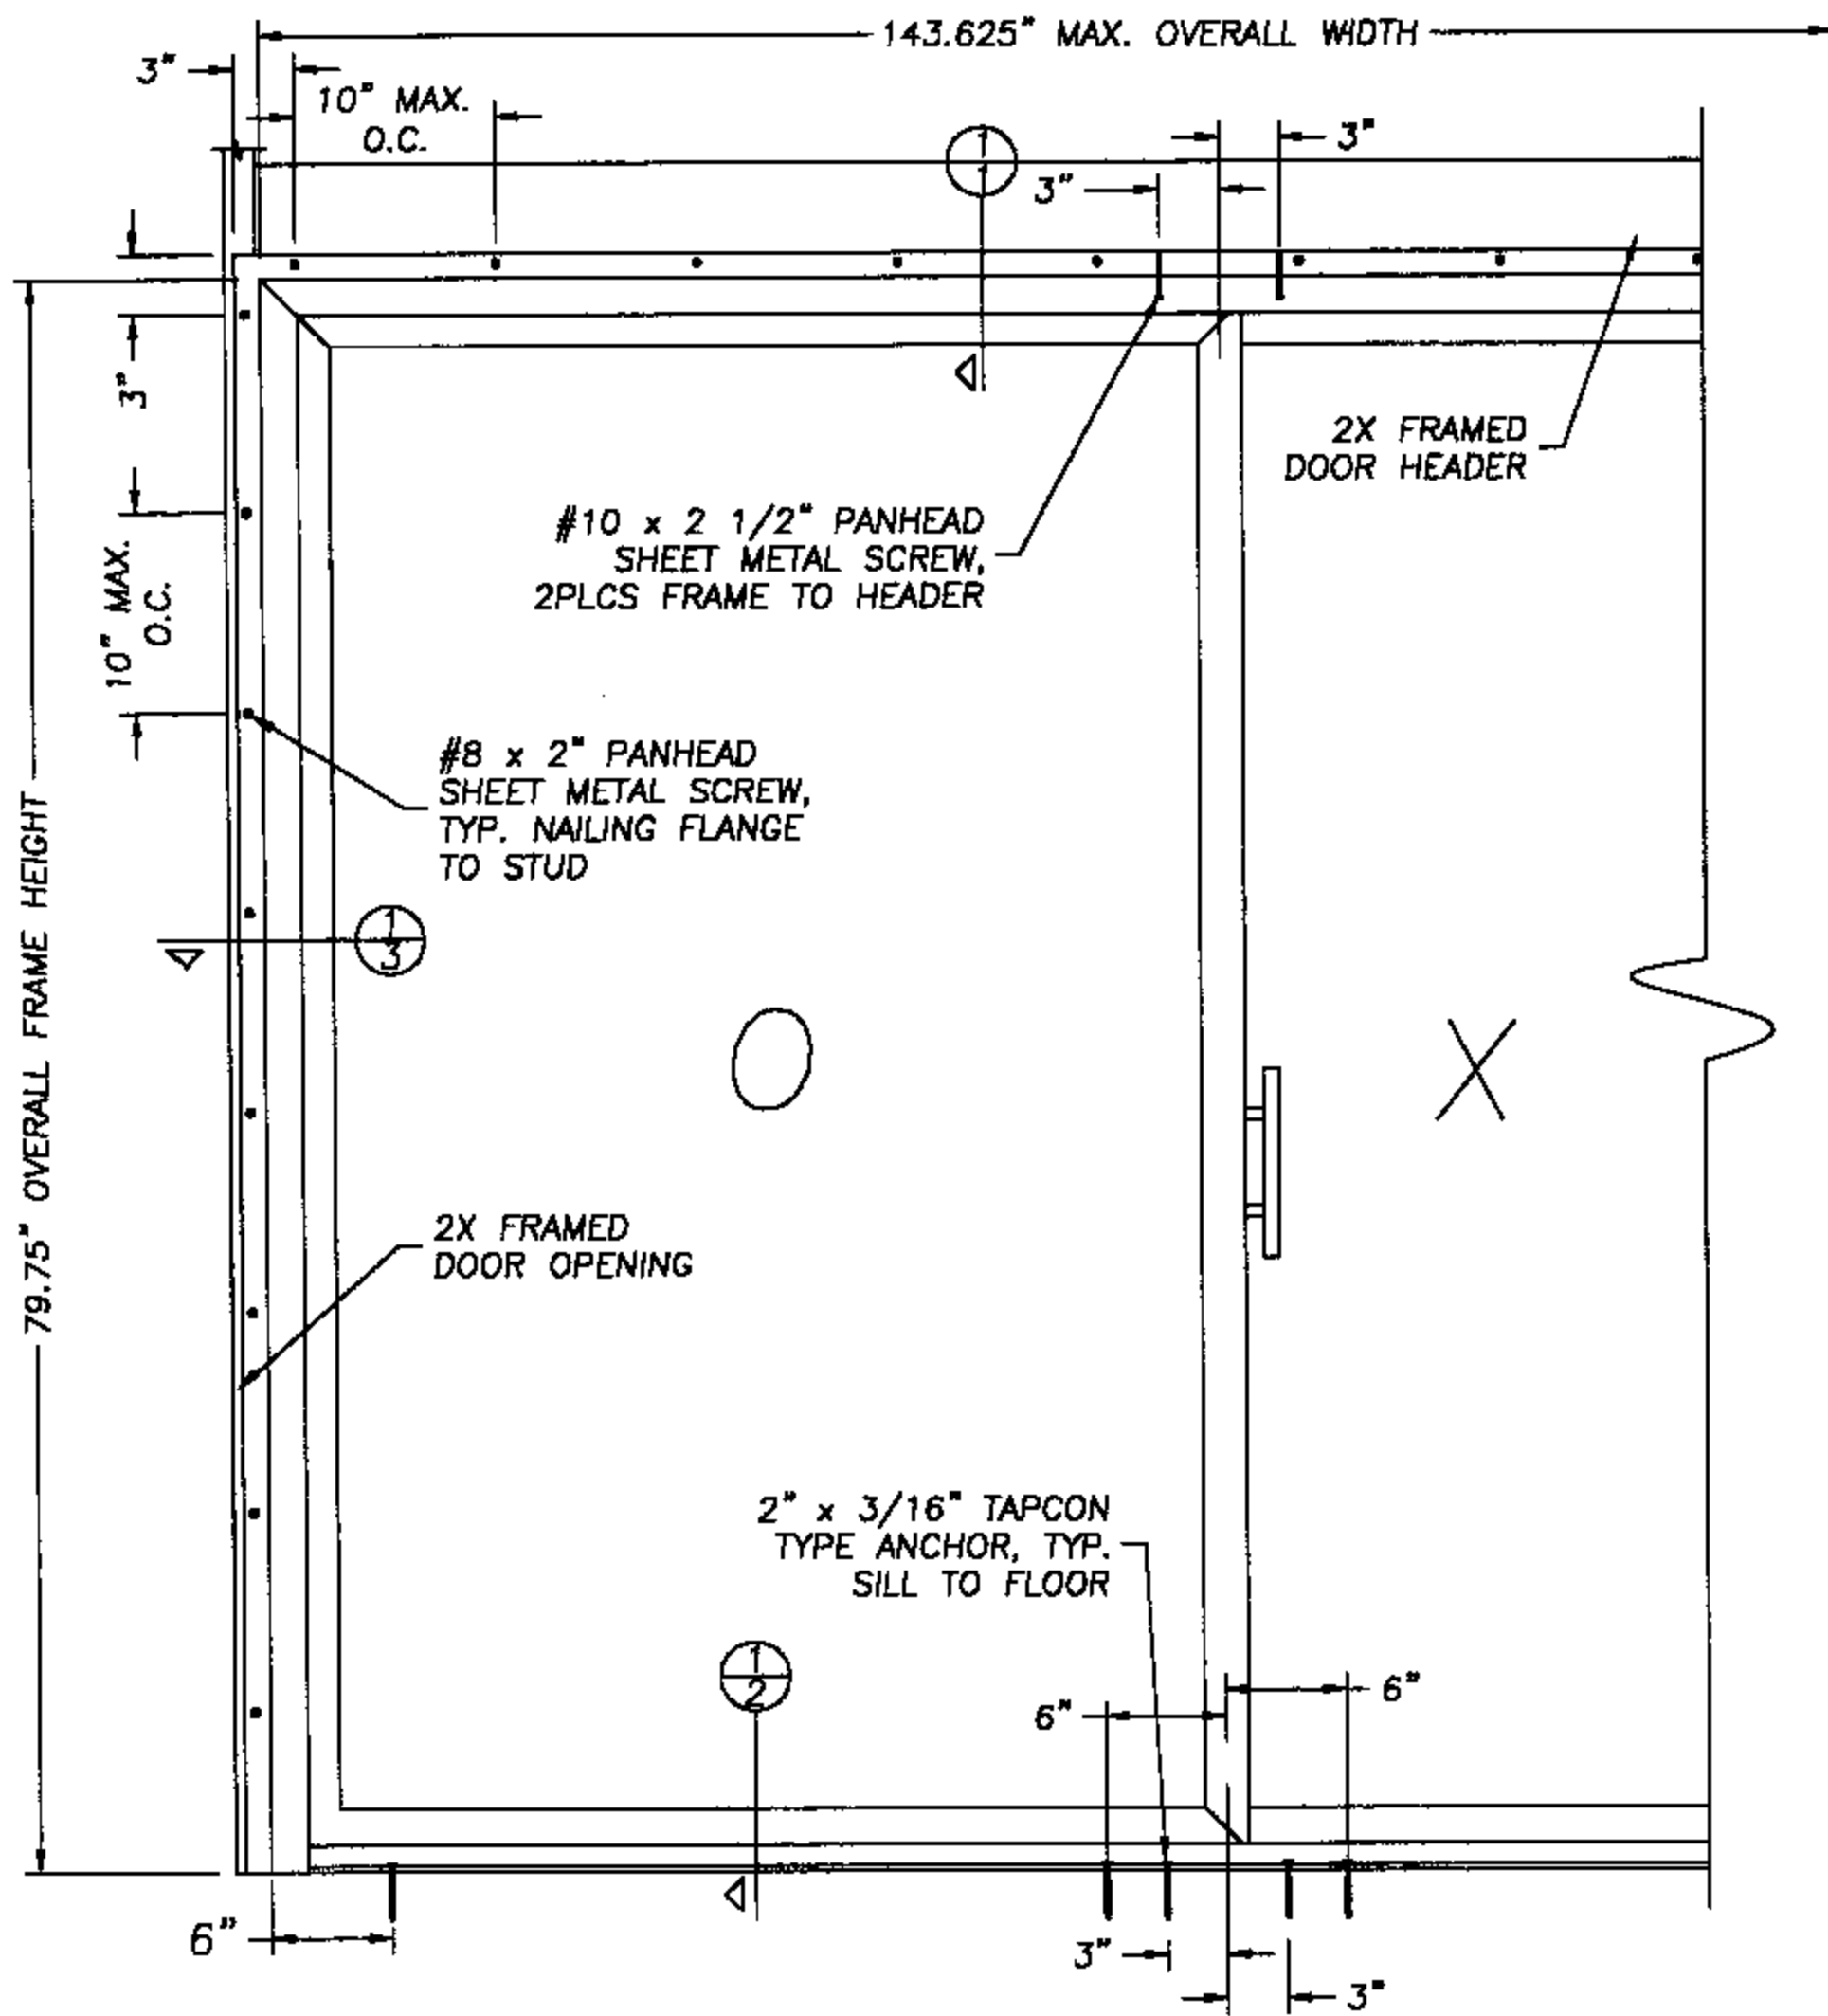 143.625" MAX. OVERALL WIDTH
3"
10" MAX.
O.C.
1
1
3"
3"
3"
2X FRAMED
DOOR HEADER
#10 x 2 1/2" PANHEAD
SHEET METAL SCREW,
2PLCS FRAME TO HEADER
10" MAX.
O.C.
#8 x 2" PANHEAD
SHEET METAL SCREW,
TYP. NAILING FLANGE
TO STUD
79.75" OVERALL FRAME HEIGHT
1
3
O
X
2X FRAMED
DOOR OPENING
2" x 3/16" TAPCON
TYPE ANCHOR, TYP.
SILL TO FLOOR
1
2
6"
6"
6"
3"
3"